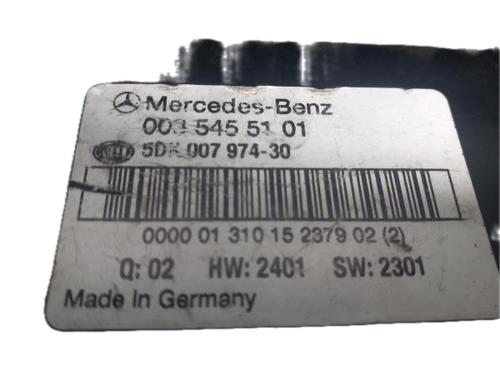 Mercedes-Benz
003 545 51 01
HELLA 5DK 007 974-30
0000 01 310 15 2379 02 (2)
Q: 02 HW: 2401 SW: 2301
Made in Germany